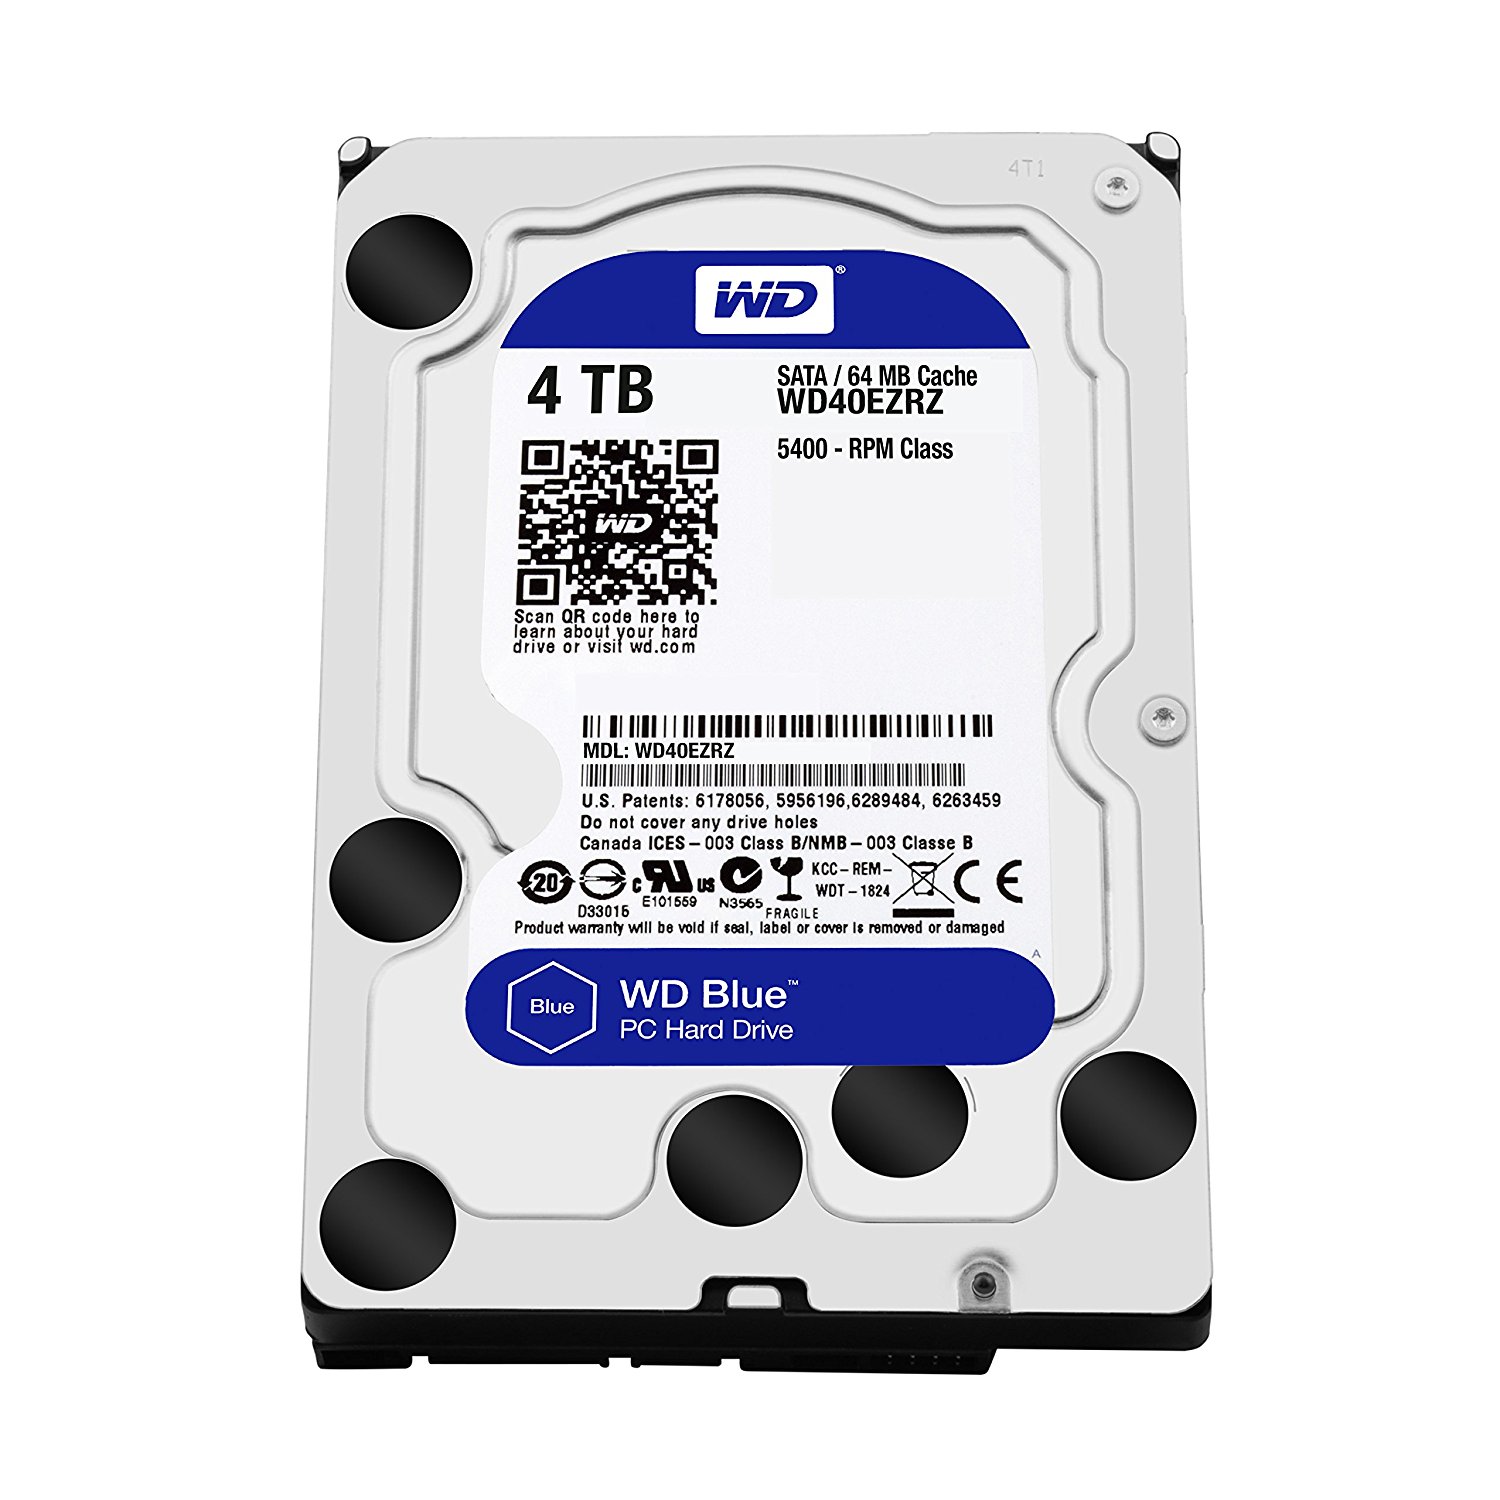 4T1
WD®
4 TB
SATA / 64 MB Cache
WD40EZRZ
5400 - RPM Class
WD
Scan QR code here to
learn about your hard
drive or visit wd.com
MDL: WD40EZRZ
U.S. Patents: 6178056, 5956196,6289484, 6263459
Do not cover any drive holes
Canada ICES – 003 Class B/NMB – 003 Classe B
20
D33015
c UR us
E101559
N3565
FRAGILE
KCC – REM –
WDT – 1824
CE
Product warranty will be void if seal, label or cover is removed or damaged
A
Blue
WD Blue™
PC Hard Drive